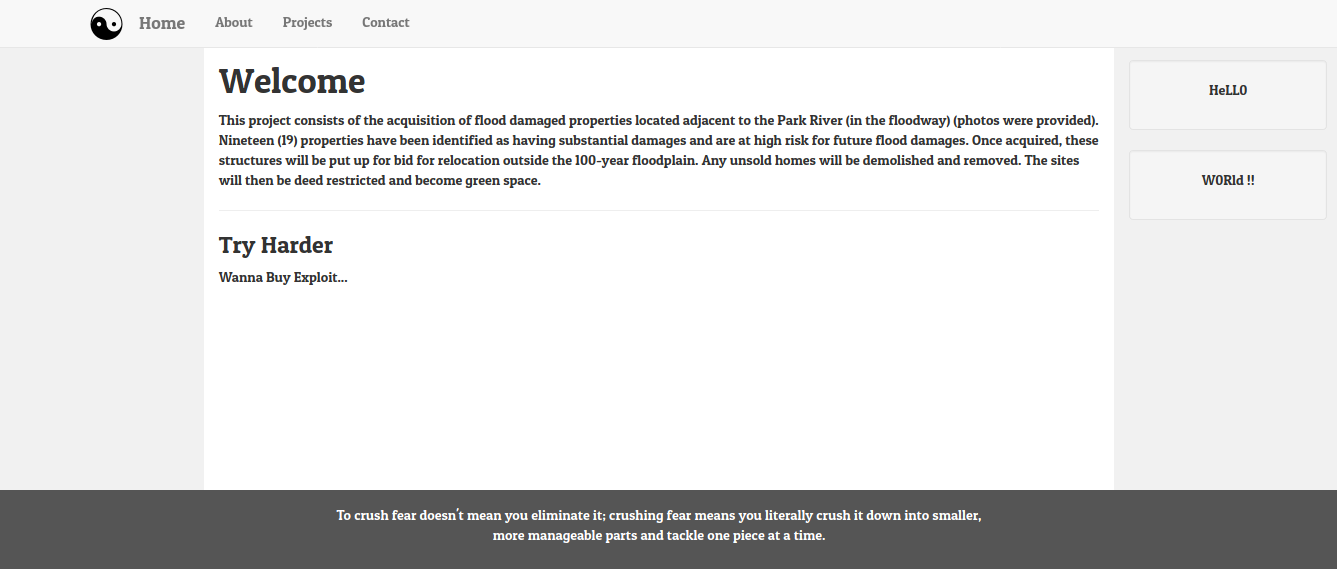 Home About Projects Contact
Welcome
This project consists of the acquisition of flood damaged properties located adjacent to the Park River (in the floodway) (photos were provided).
Nineteen (19) properties have been identified as having substantial damages and are at high risk for future flood damages. Once acquired, these
structures will be put up for bid for relocation outside the 100-year floodplain. Any unsold homes will be demolished and removed. The sites
will then be deed restricted and become green space.
Try Harder
Wanna Buy Exploit...
HeLL0
W0Rld !!
To crush fear doesn't mean you eliminate it; crushing fear means you literally crush it down into smaller,
more manageable parts and tackle one piece at a time.